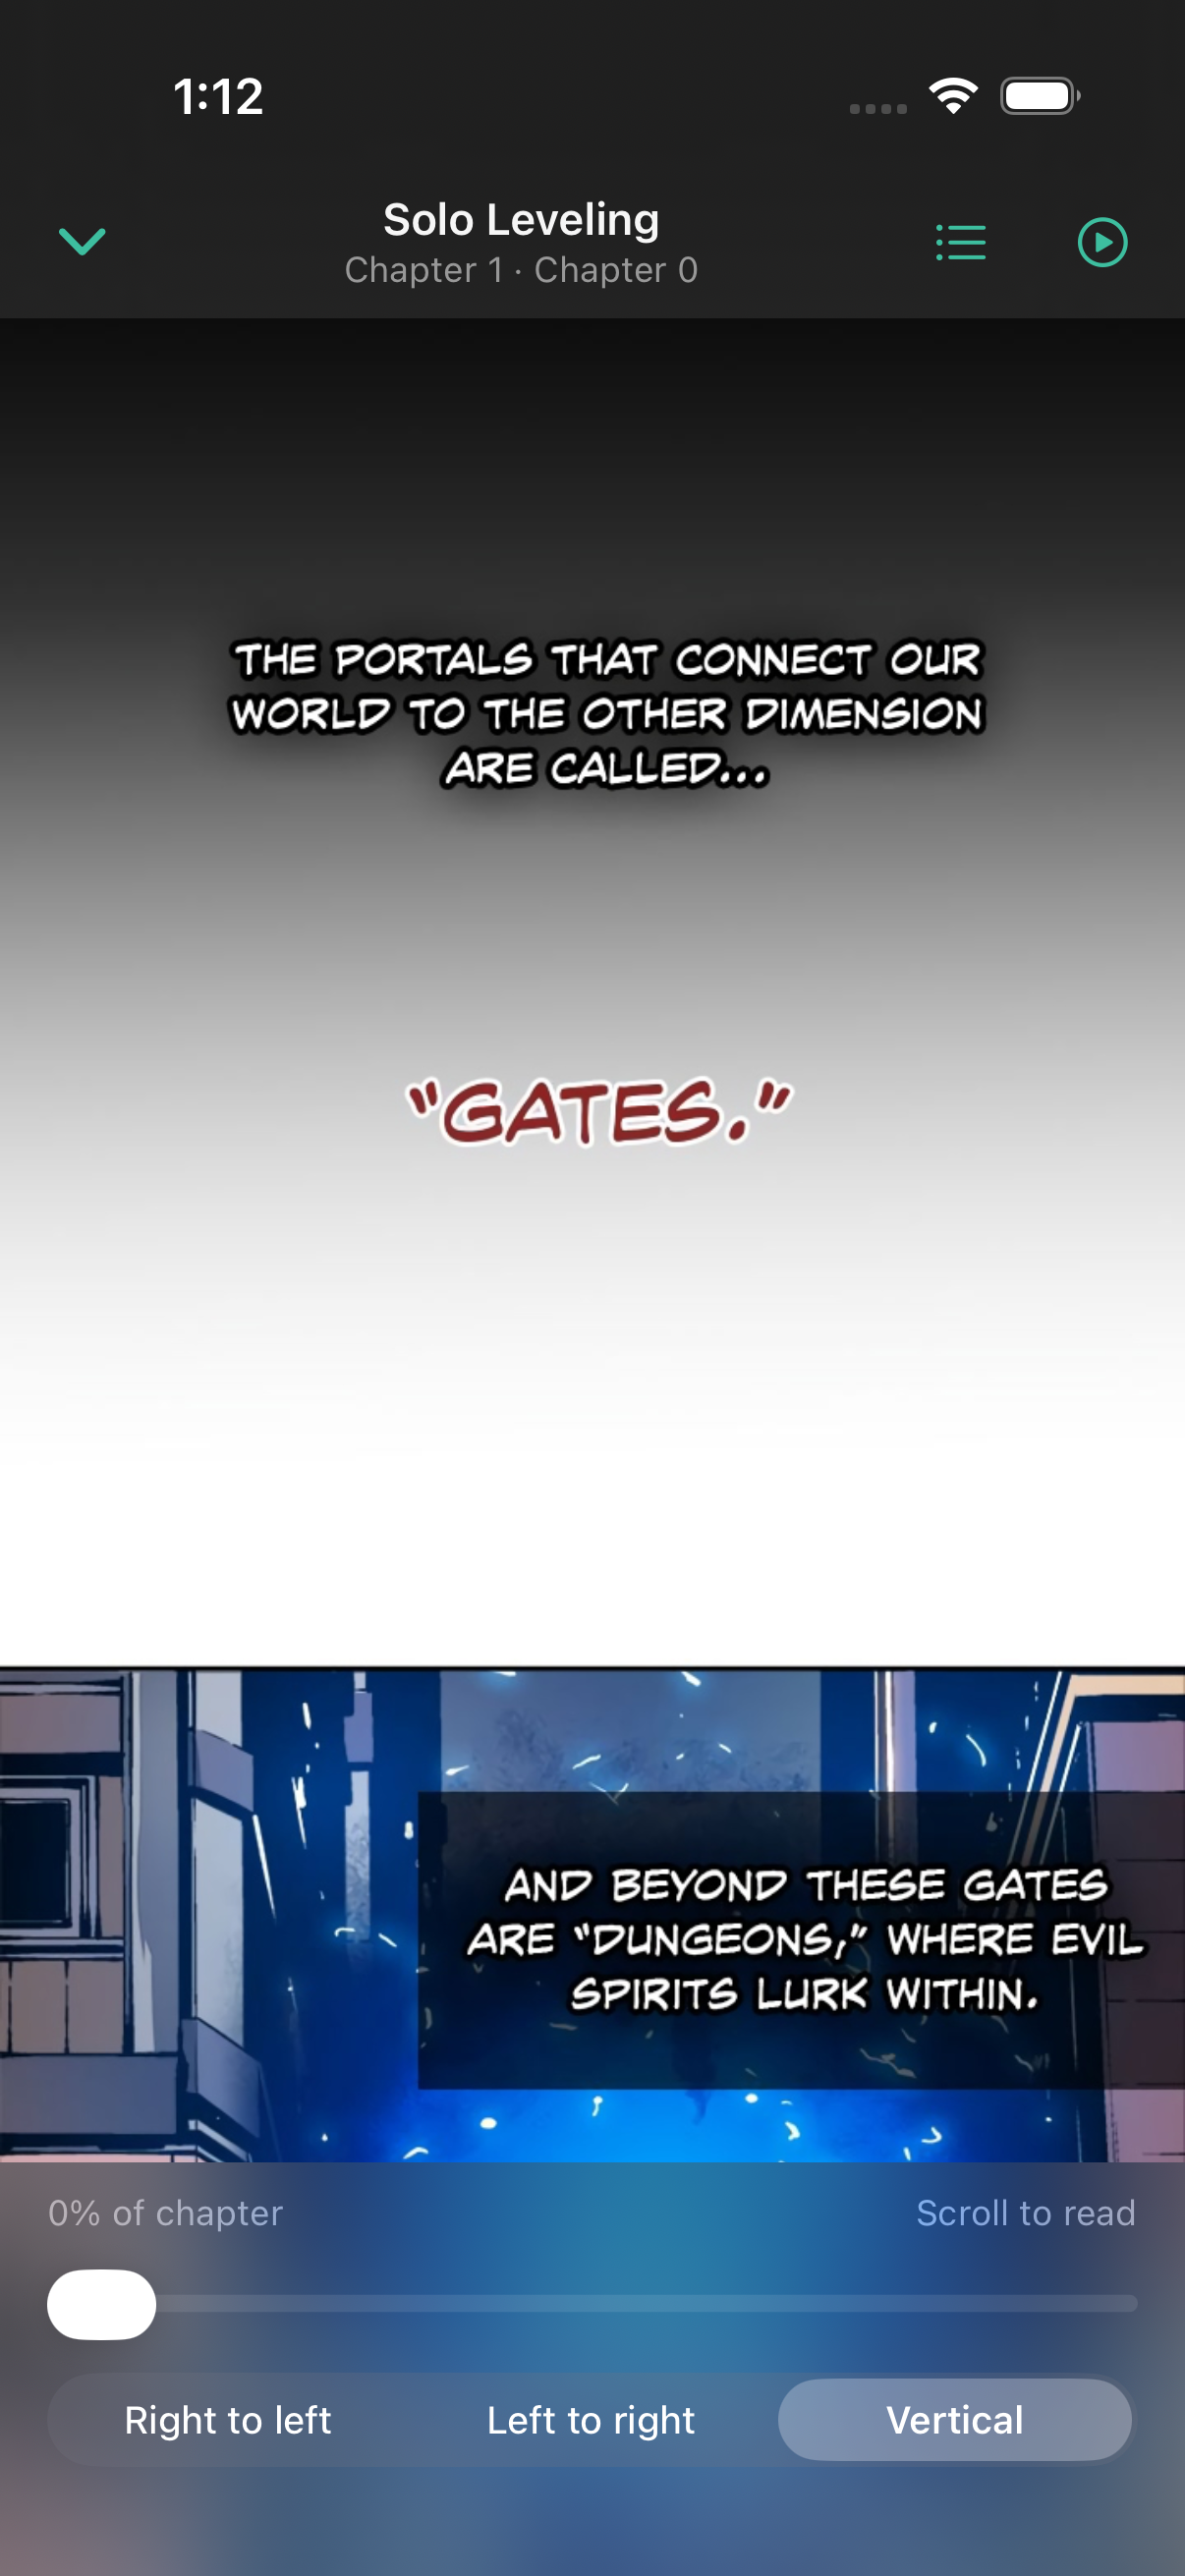 1:12
Solo Leveling
Chapter 1 · Chapter 0
THE PORTALS THAT CONNECT OUR
WORLD TO THE OTHER DIMENSION
ARE CALLED...
"GATES."
AND BEYOND THESE GATES
ARE "DUNGEONS," WHERE EVIL
SPIRITS LURK WITHIN.
0% of chapter
Scroll to read
Right to left
Left to right
Vertical